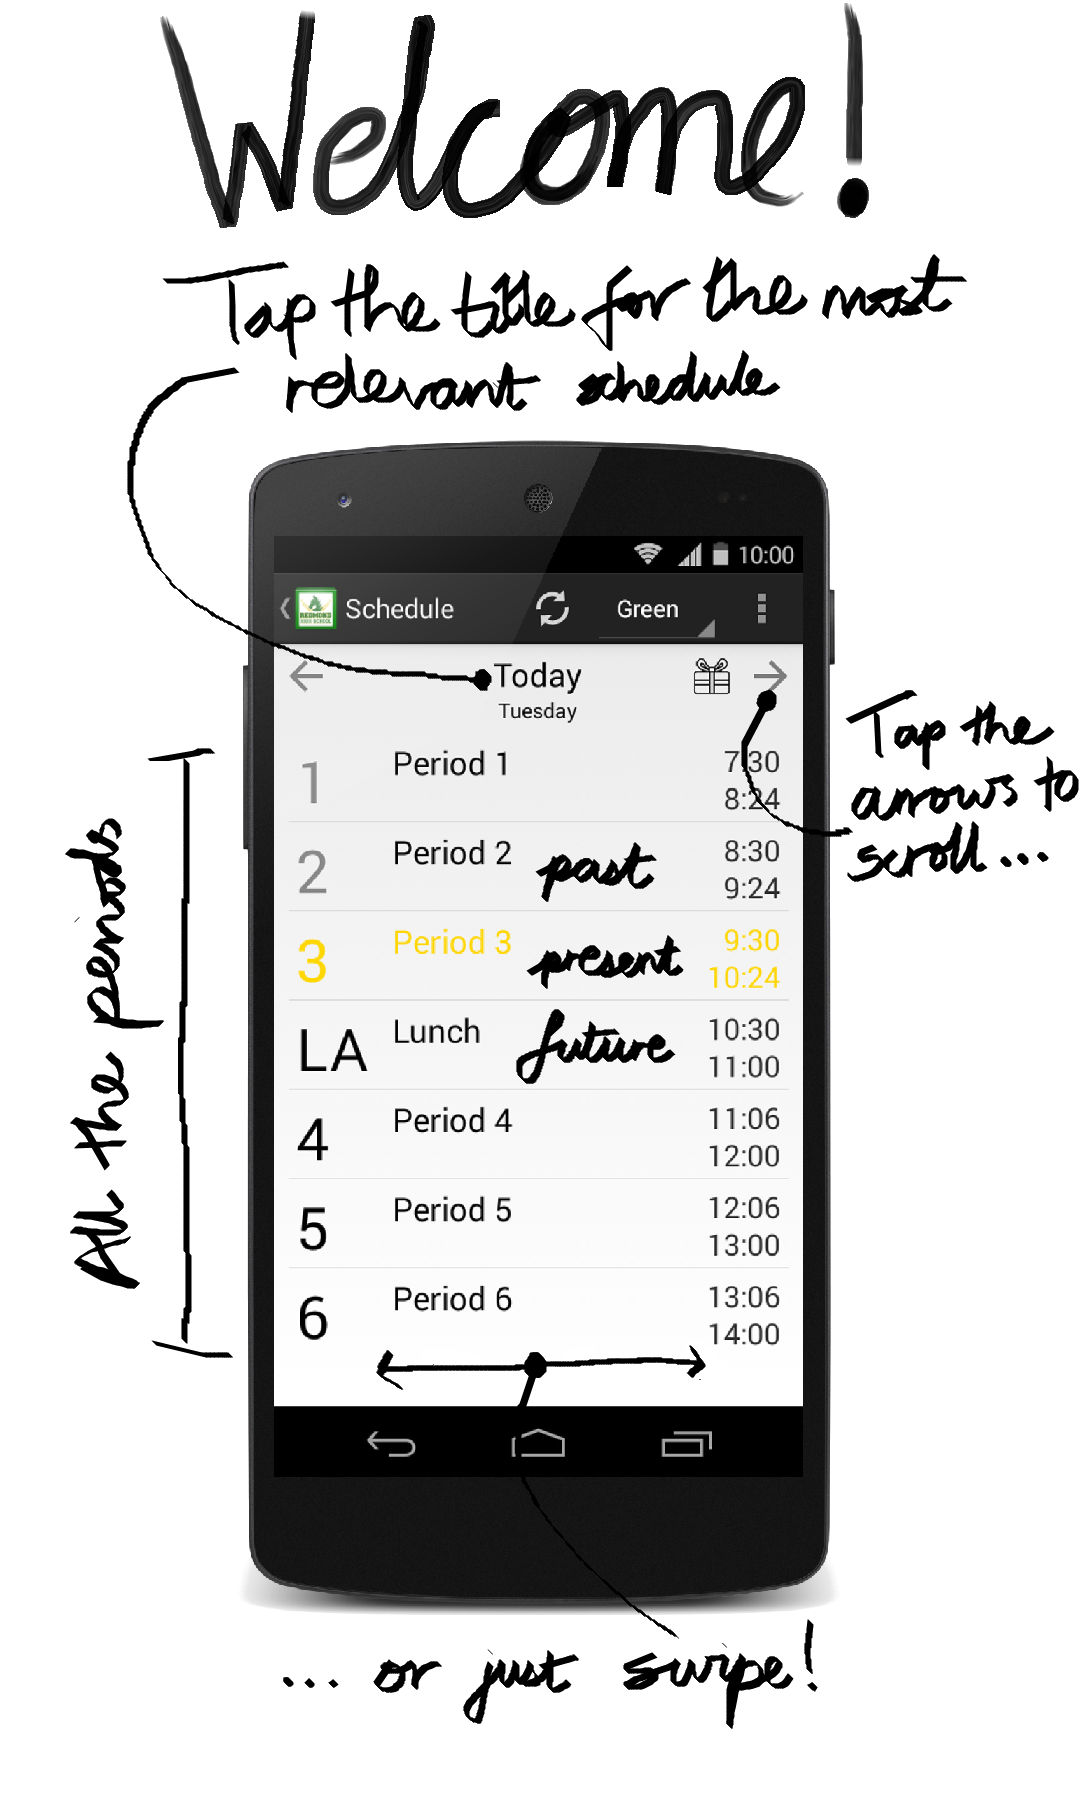 Welcome!
Tap the title for the most
relevant schedule
10:00
REDMOND
HIGH SCHOOL
Schedule
Green
Today
Tuesday
Tap the
arrows to
scroll...
All the periods
1 Period 1 7:30
8:24
2 Period 2 past 8:30
9:24
3 Period 3 present 9:30
10:24
LA Lunch future 10:30
11:00
4 Period 4 11:06
12:00
5 Period 5 12:06
13:00
6 Period 6 13:06
14:00
... or just swipe!